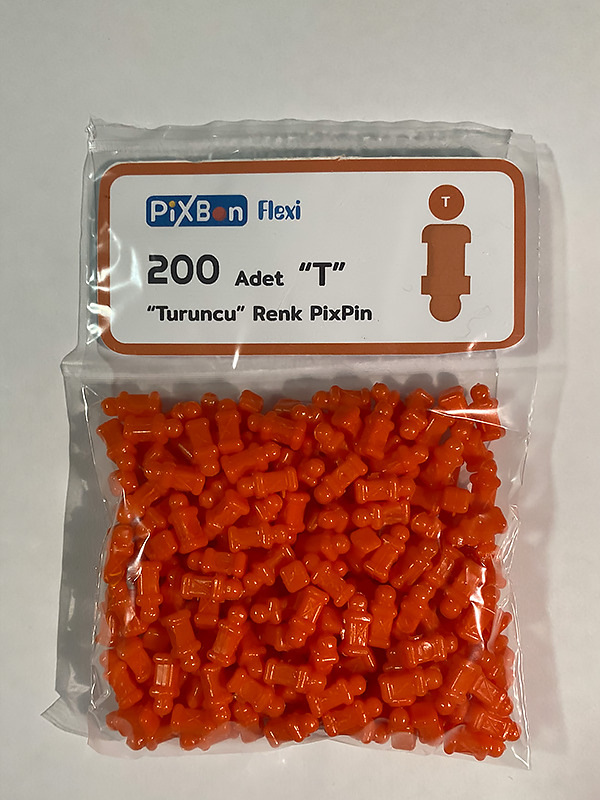 PiXBon Flexi
T
200 Adet “T”
“Turuncu” Renk PixPin